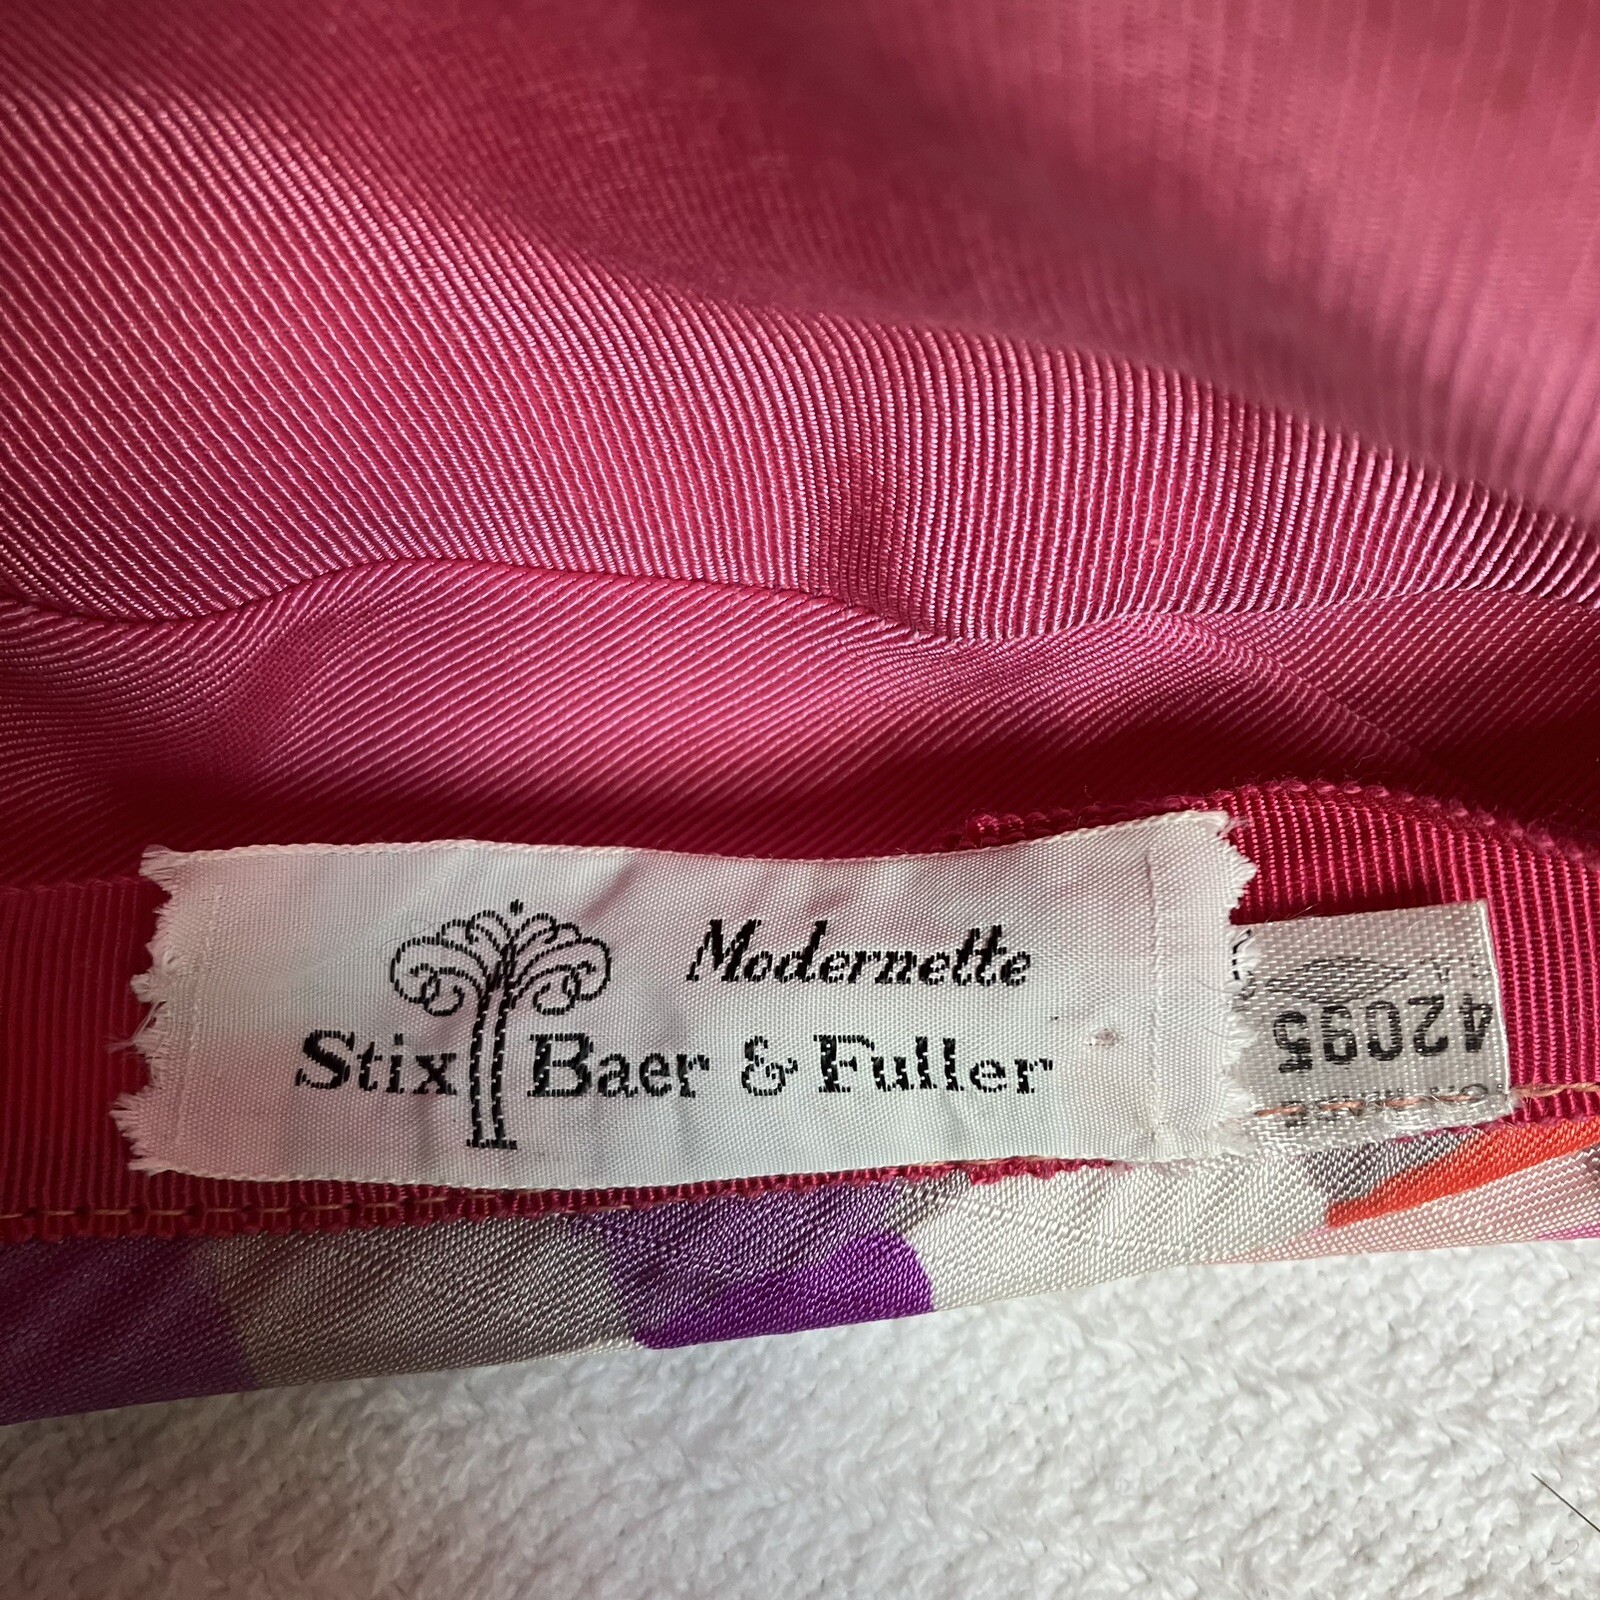 Modernette
Stix Baer & Fuller
42095